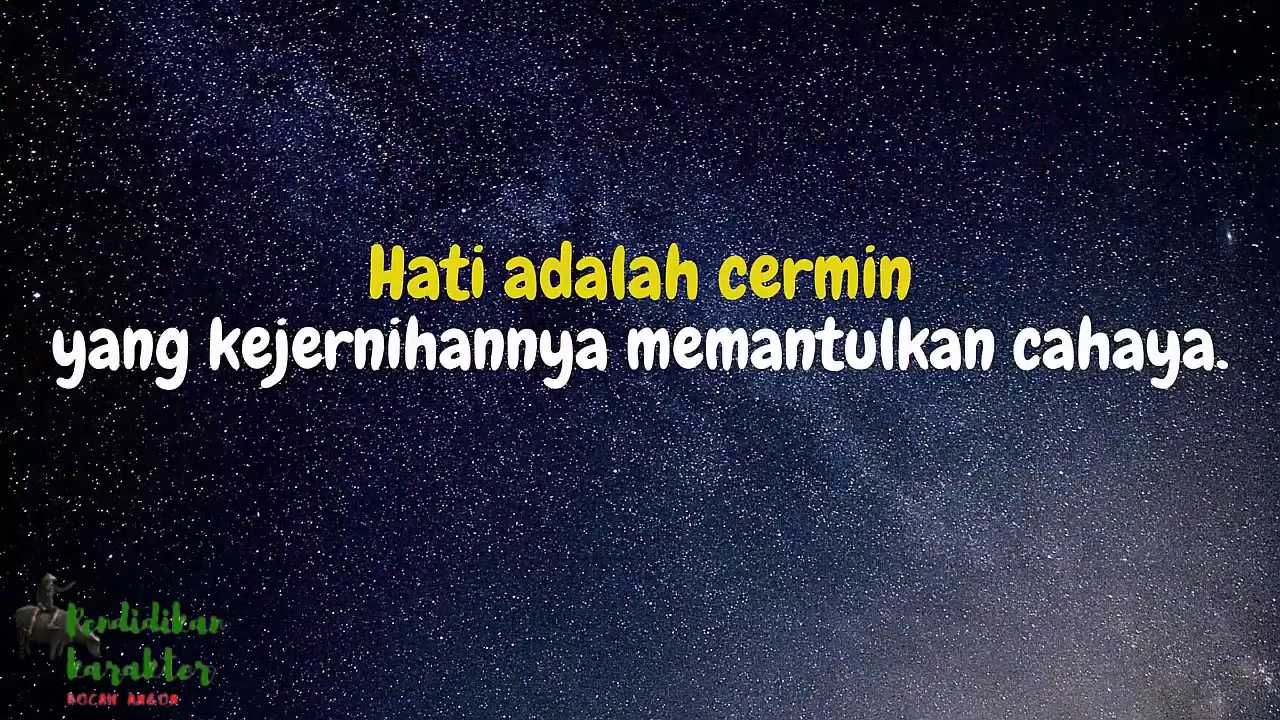 Hati adalah cermin
yang kejernihannya memantulkan cahaya.
Pendidikan
karakter
BOCAH ANGON